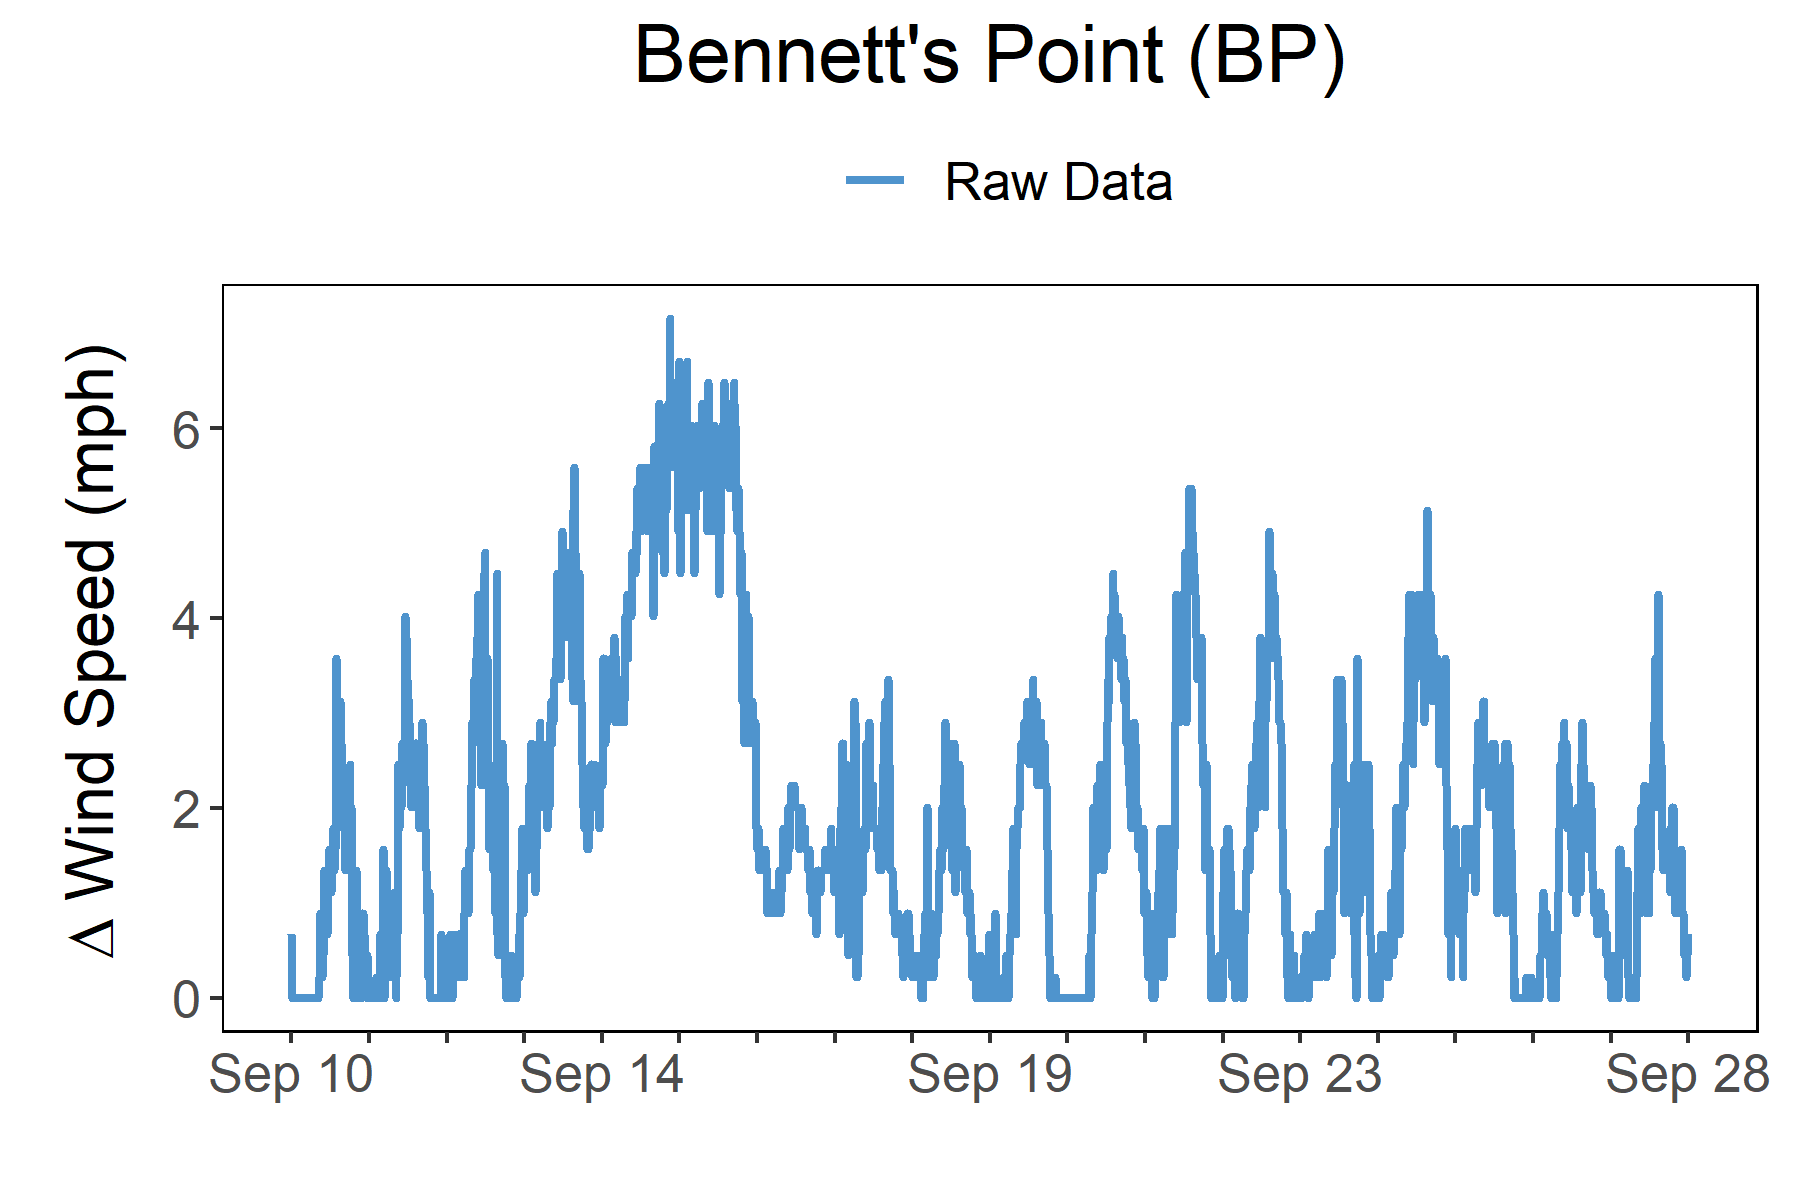 Bennett's Point (BP)
Raw Data
Δ Wind Speed (mph)
6
4
2
0
Sep 10 Sep 14 Sep 19 Sep 23 Sep 28